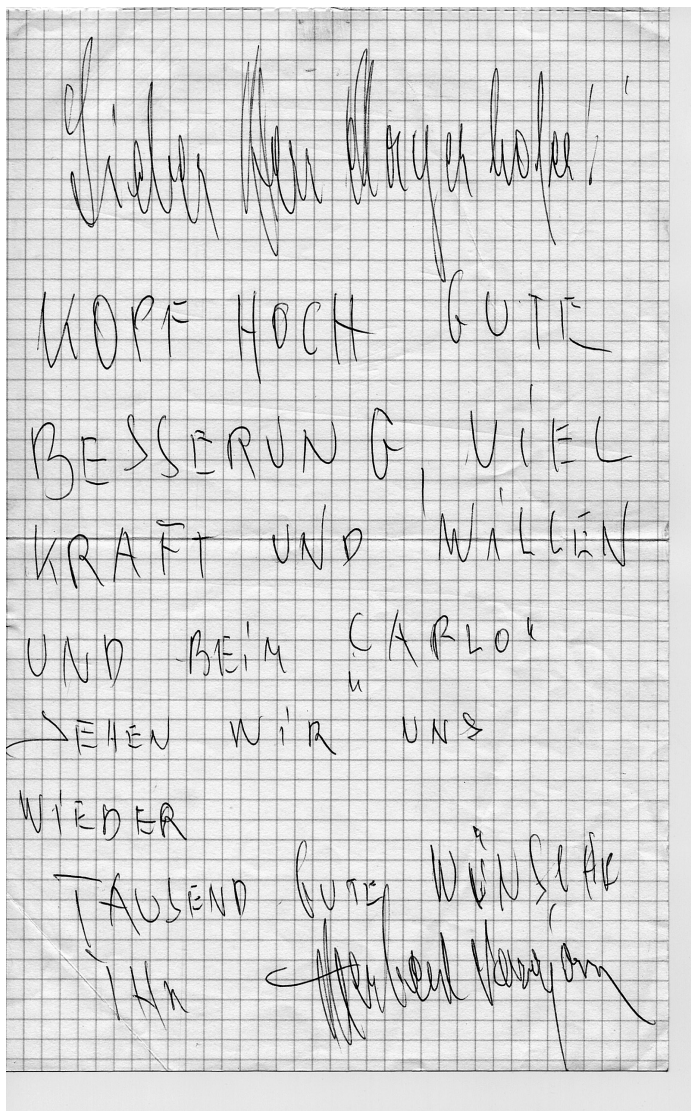 Lieber Herr Mayerhofer!
KOPF HOCH GUTE
BESSERUNG, VIEL
KRAFT UND WILLEN
UND BEIM „CARLO“
SEHEN WIR UNS
WIEDER
TAUSEND GUTE WÜNSCHE
IHR Herbert